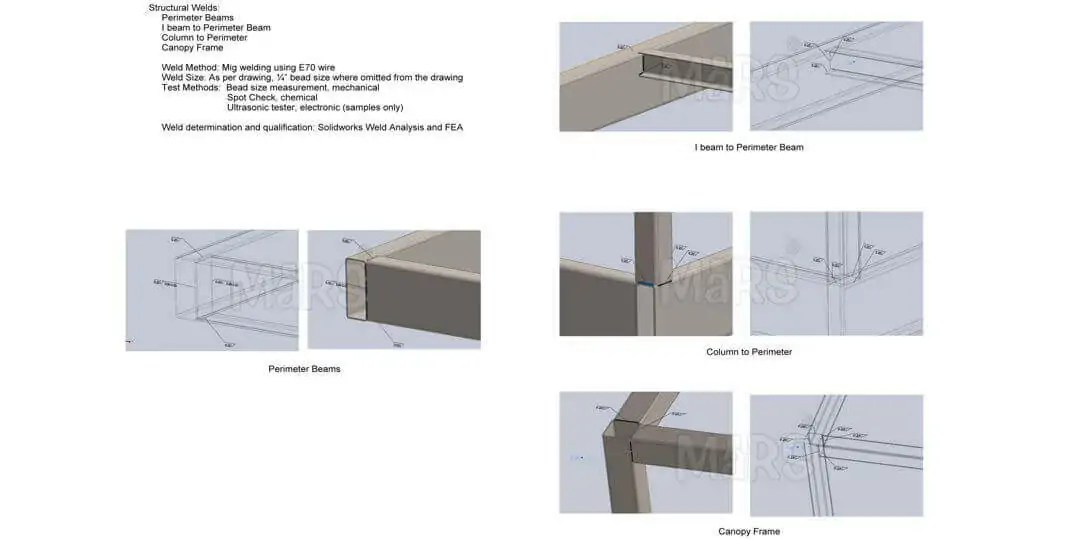 Structural Welds:
Perimeter Beams
I beam to Perimeter Beam
Column to Perimeter
Canopy Frame
Weld Method: Mig welding using E70 wire
Weld Size: As per drawing, ¼" bead size where omitted from the drawing
Test Methods: Bead size measurement, mechanical
Spot Check, chemical
Ultrasonic tester, electronic (samples only)
Weld determination and qualification: Solidworks Weld Analysis and FEA
MaRS
I beam to Perimeter Beam
MaRS
Perimeter Beams
MaRS
Column to Perimeter
MaRS
Canopy Frame